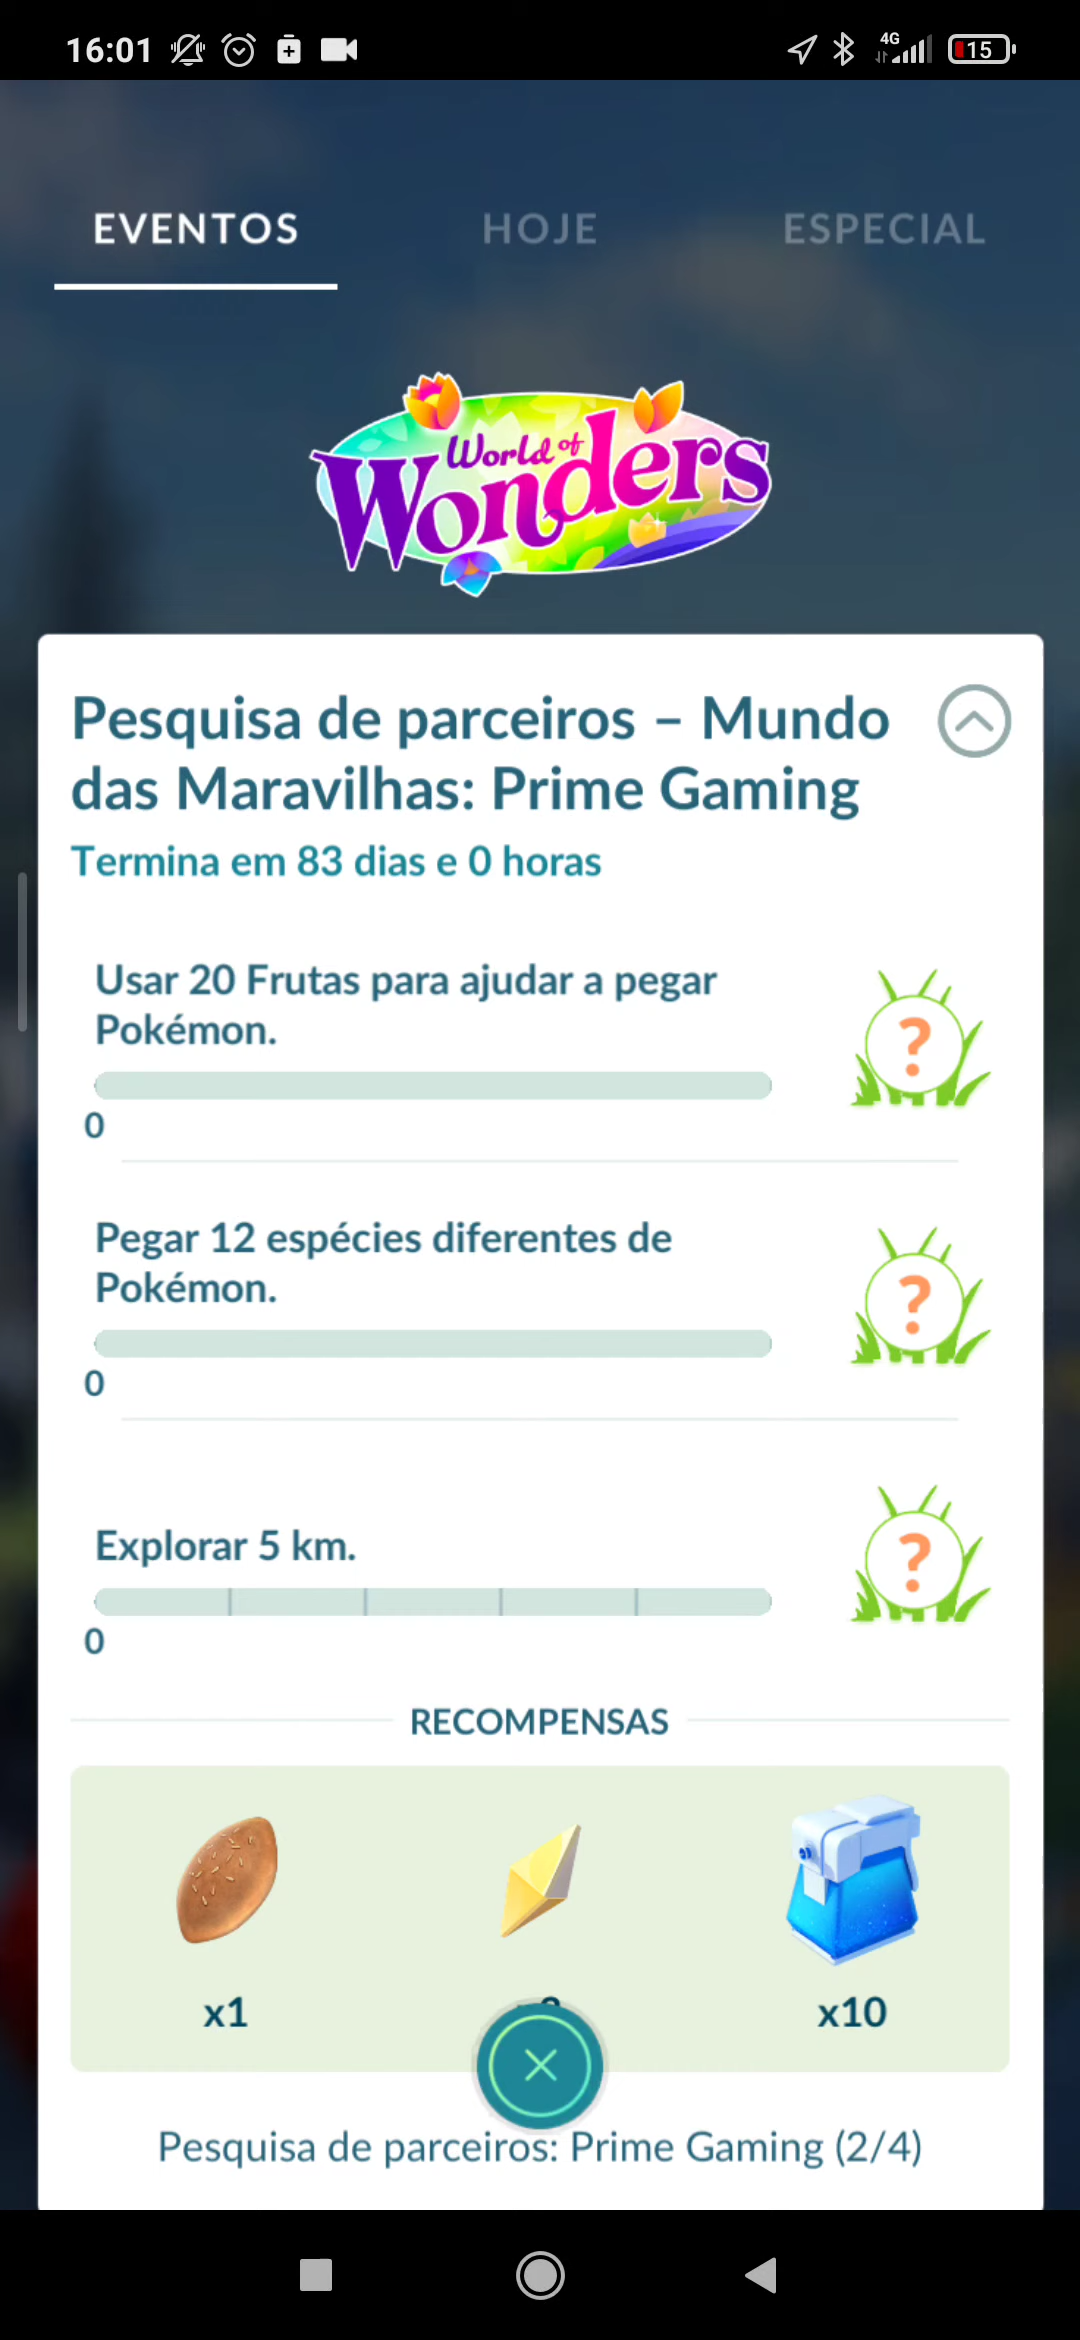 16:01
4G
15
EVENTOS
HOJE
ESPECIAL
World of
Wonders
Pesquisa de parceiros – Mundo
das Maravilhas: Prime Gaming
Termina em 83 dias e 0 horas
Usar 20 Frutas para ajudar a pegar
Pokémon.
0
?
Pegar 12 espécies diferentes de
Pokémon.
0
?
Explorar 5 km.
0
?
RECOMPENSAS
x1
x10
Pesquisa de parceiros: Prime Gaming (2/4)